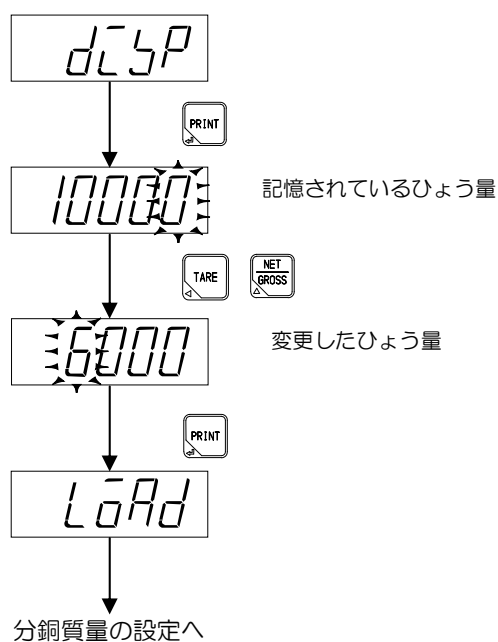 diSP
PRINT
10000
記憶されているひょう量
TARE
NET
GROSS
6000
変更したひょう量
PRINT
LoAd
分銅質量の設定へ